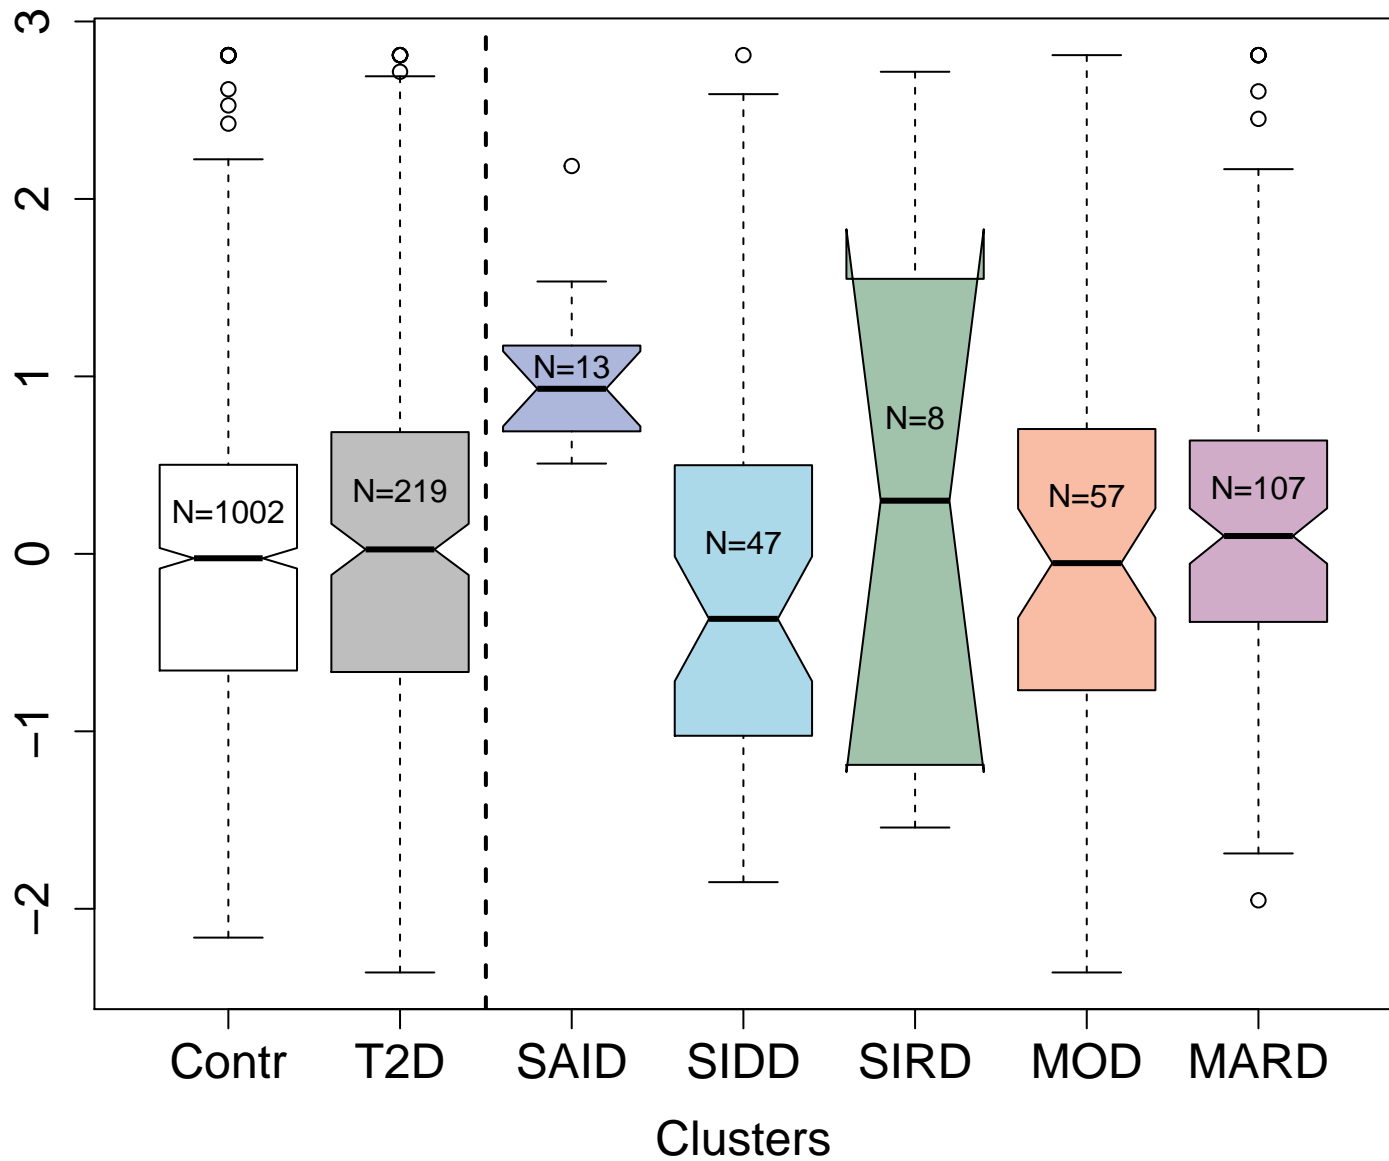 3
2
1
0
−1
−2
N=1002
N=219
N=13
N=47
N=8
N=57
N=107
Contr T2D SAID SIDD SIRD MOD MARD
Clusters